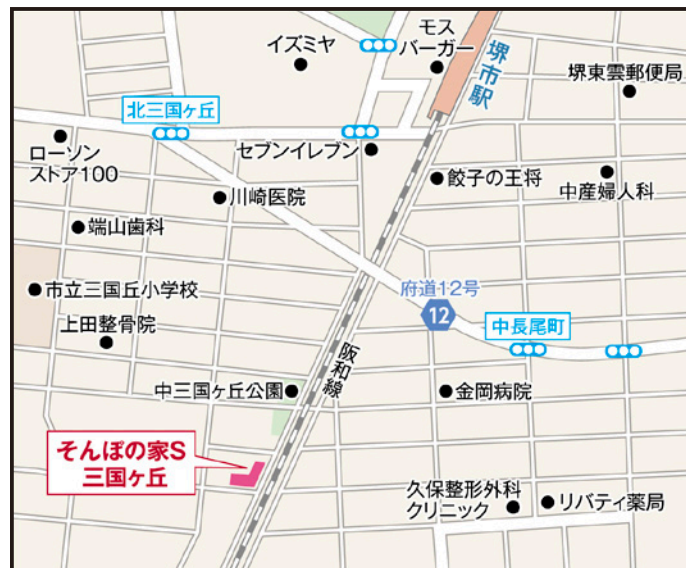 イズミヤ
モス
バーガー
堺市駅
堺東雲郵便局
北三国ヶ丘
ローソン
ストア100
セブンイレブン
餃子の王将
中産婦人科
川崎医院
端山歯科
市立三国丘小学校
府道12号
12
中長尾町
上田整骨院
阪和線
中三国ヶ丘公園
金岡病院
そんぽの家S
三国ヶ丘
久保整形外科
クリニック
リバティ薬局